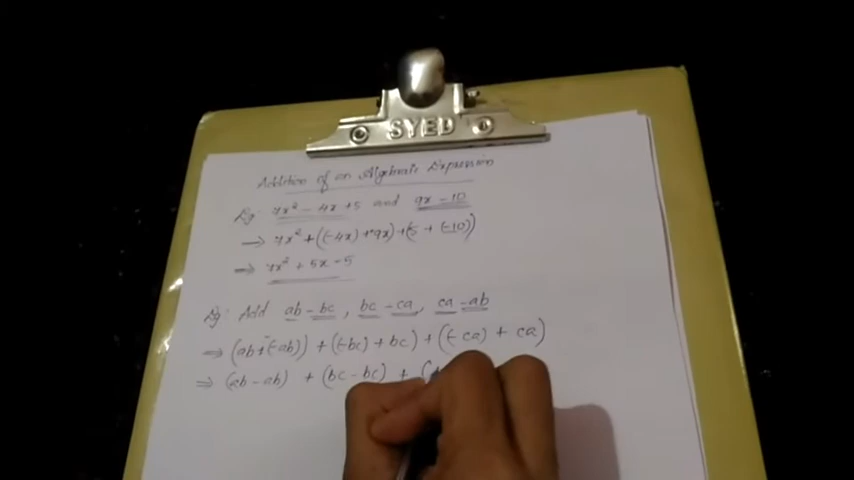 SYED
Addition of an Algebraic Expression
Eg: 7x² - 4x + 5 and 9x - 10
⇒ 7x² + ((-4x) + 9x) + (5 + (-10))
⇒ 7x² + 5x - 5
Eg: Add ab - bc, bc - ca, ca - ab
⇒ (ab + (-ab)) + (-bc) + bc) + ((-ca) + ca)
⇒ (ab - ab) + (bc - bc) + (